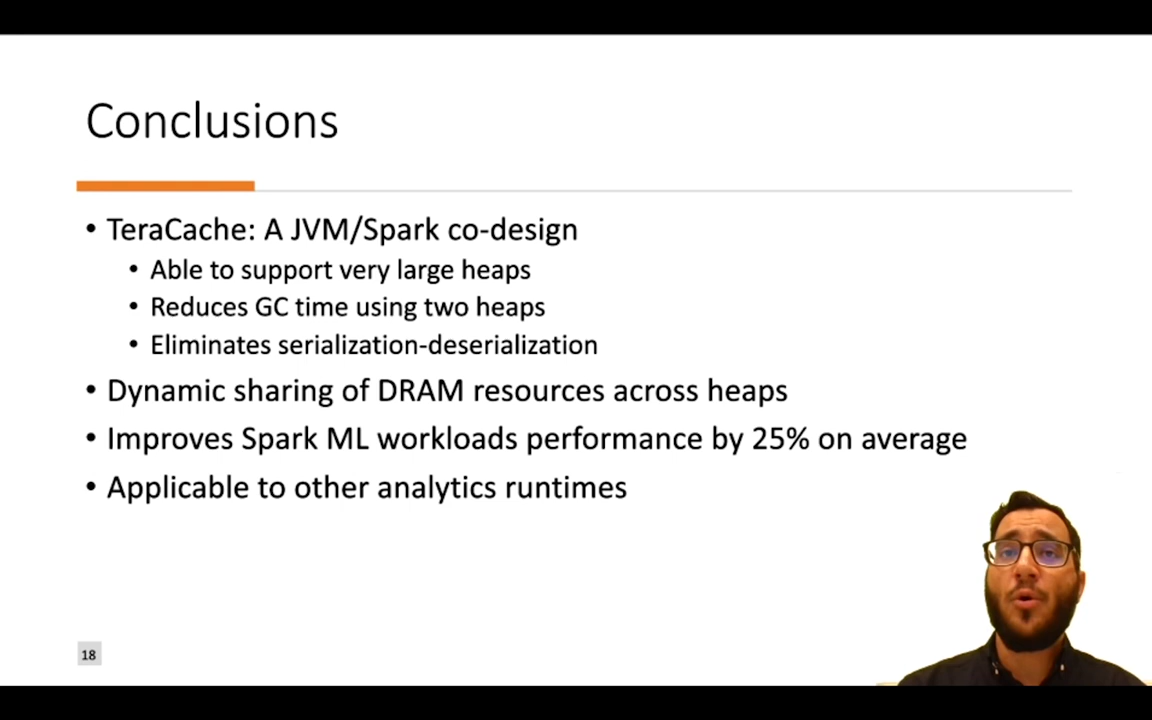 Conclusions
• TeraCache: A JVM/Spark co-design
• Able to support very large heaps
• Reduces GC time using two heaps
• Eliminates serialization-deserialization
• Dynamic sharing of DRAM resources across heaps
• Improves Spark ML workloads performance by 25% on average
• Applicable to other analytics runtimes
18